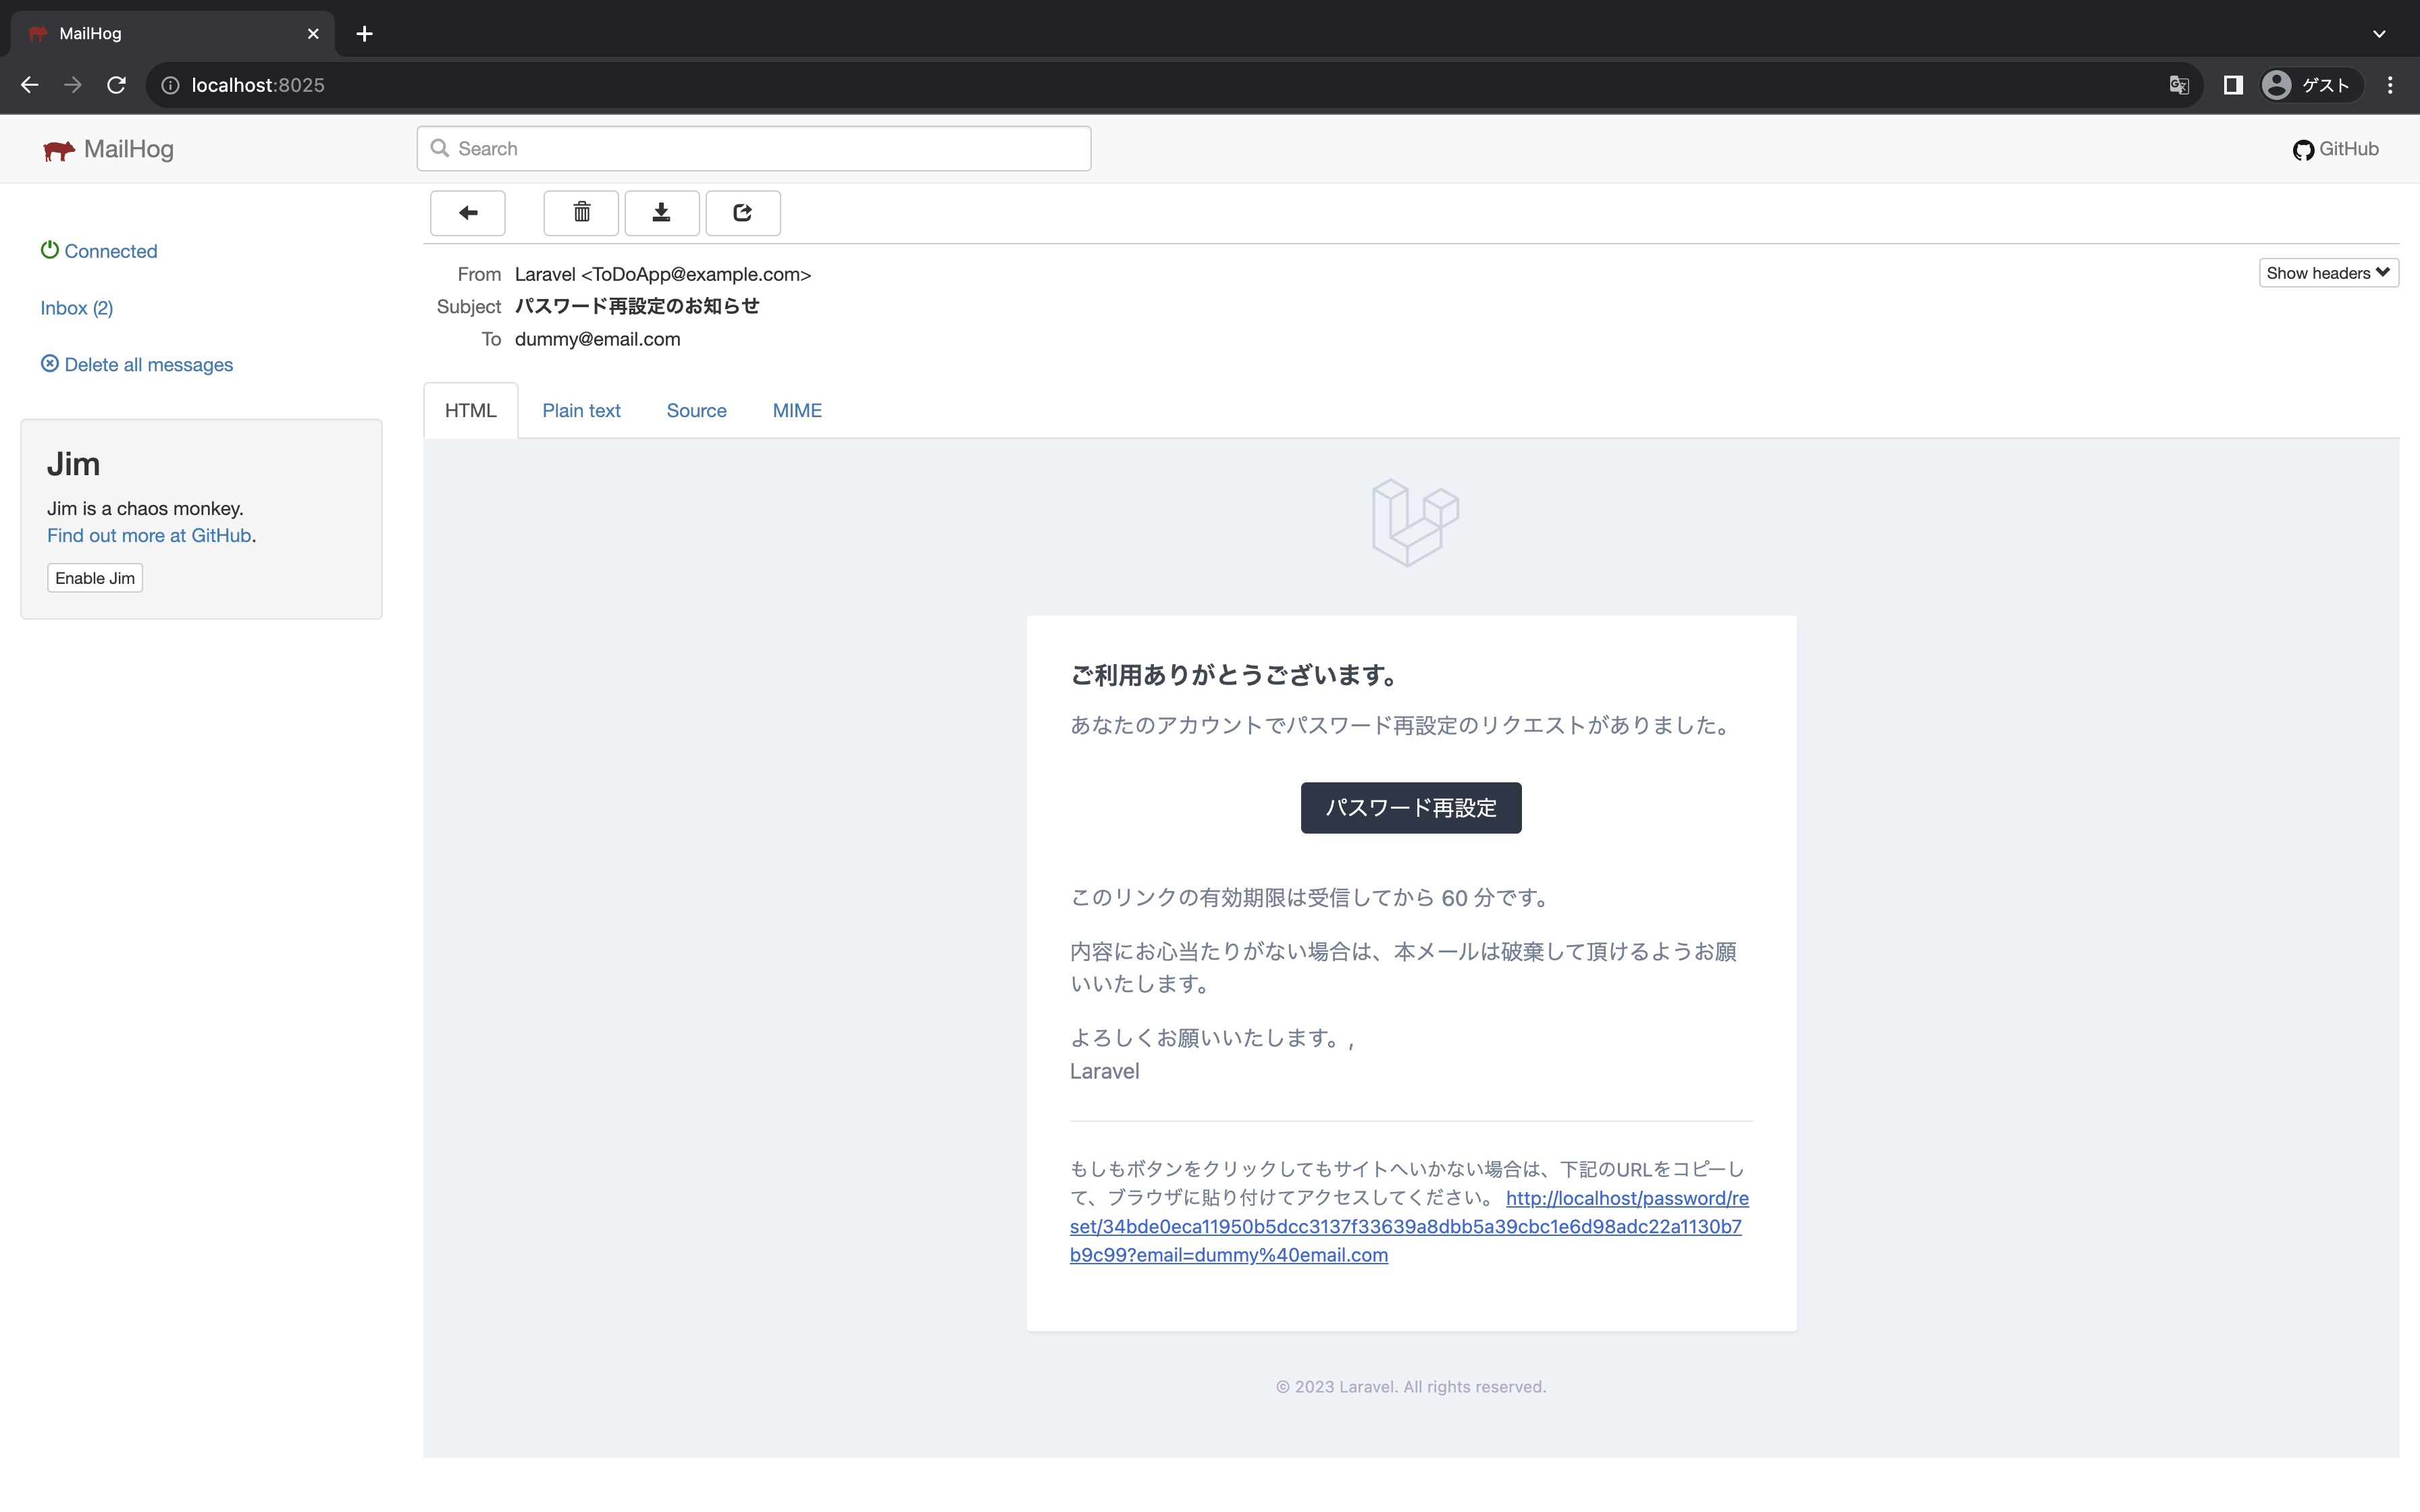 MailHog
localhost:8025
ゲスト
MailHog
Search
GitHub
Connected
Inbox (2)
Delete all messages
Jim
Jim is a chaos monkey.
Find out more at GitHub.
Enable Jim
From Laravel <ToDoApp@example.com>
Show headers
Subject パスワード再設定のお知らせ
To dummy@email.com
HTML Plain text Source MIME
ご利用ありがとうございます。
あなたのアカウントでパスワード再設定のリクエストがありました。
パスワード再設定
このリンクの有効期限は受信してから 60 分です。
内容にお心当たりがない場合は、本メールは破棄して頂けるようお願
いいたします。
よろしくお願いいたします。,
Laravel
もしもボタンをクリックしてもサイトへいかない場合は、下記のURLをコピーし
て、ブラウザに貼り付けてアクセスしてください。 http://localhost/password/re
set/34bde0eca11950b5dcc3137f33639a8dbb5a39cbc1e6d98adc22a1130b7
b9c99?email=dummy%40email.com
© 2023 Laravel. All rights reserved.